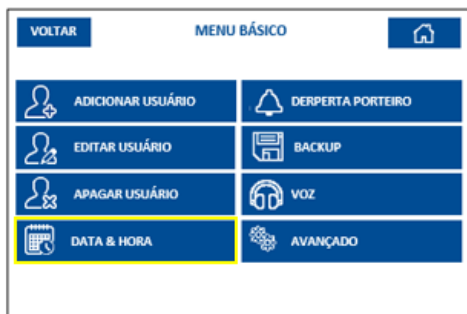 VOLTAR
MENU BÁSICO
ADICIONAR USUÁRIO
DERPERTA PORTEIRO
EDITAR USUÁRIO
BACKUP
APAGAR USUÁRIO
VOZ
DATA & HORA
AVANÇADO